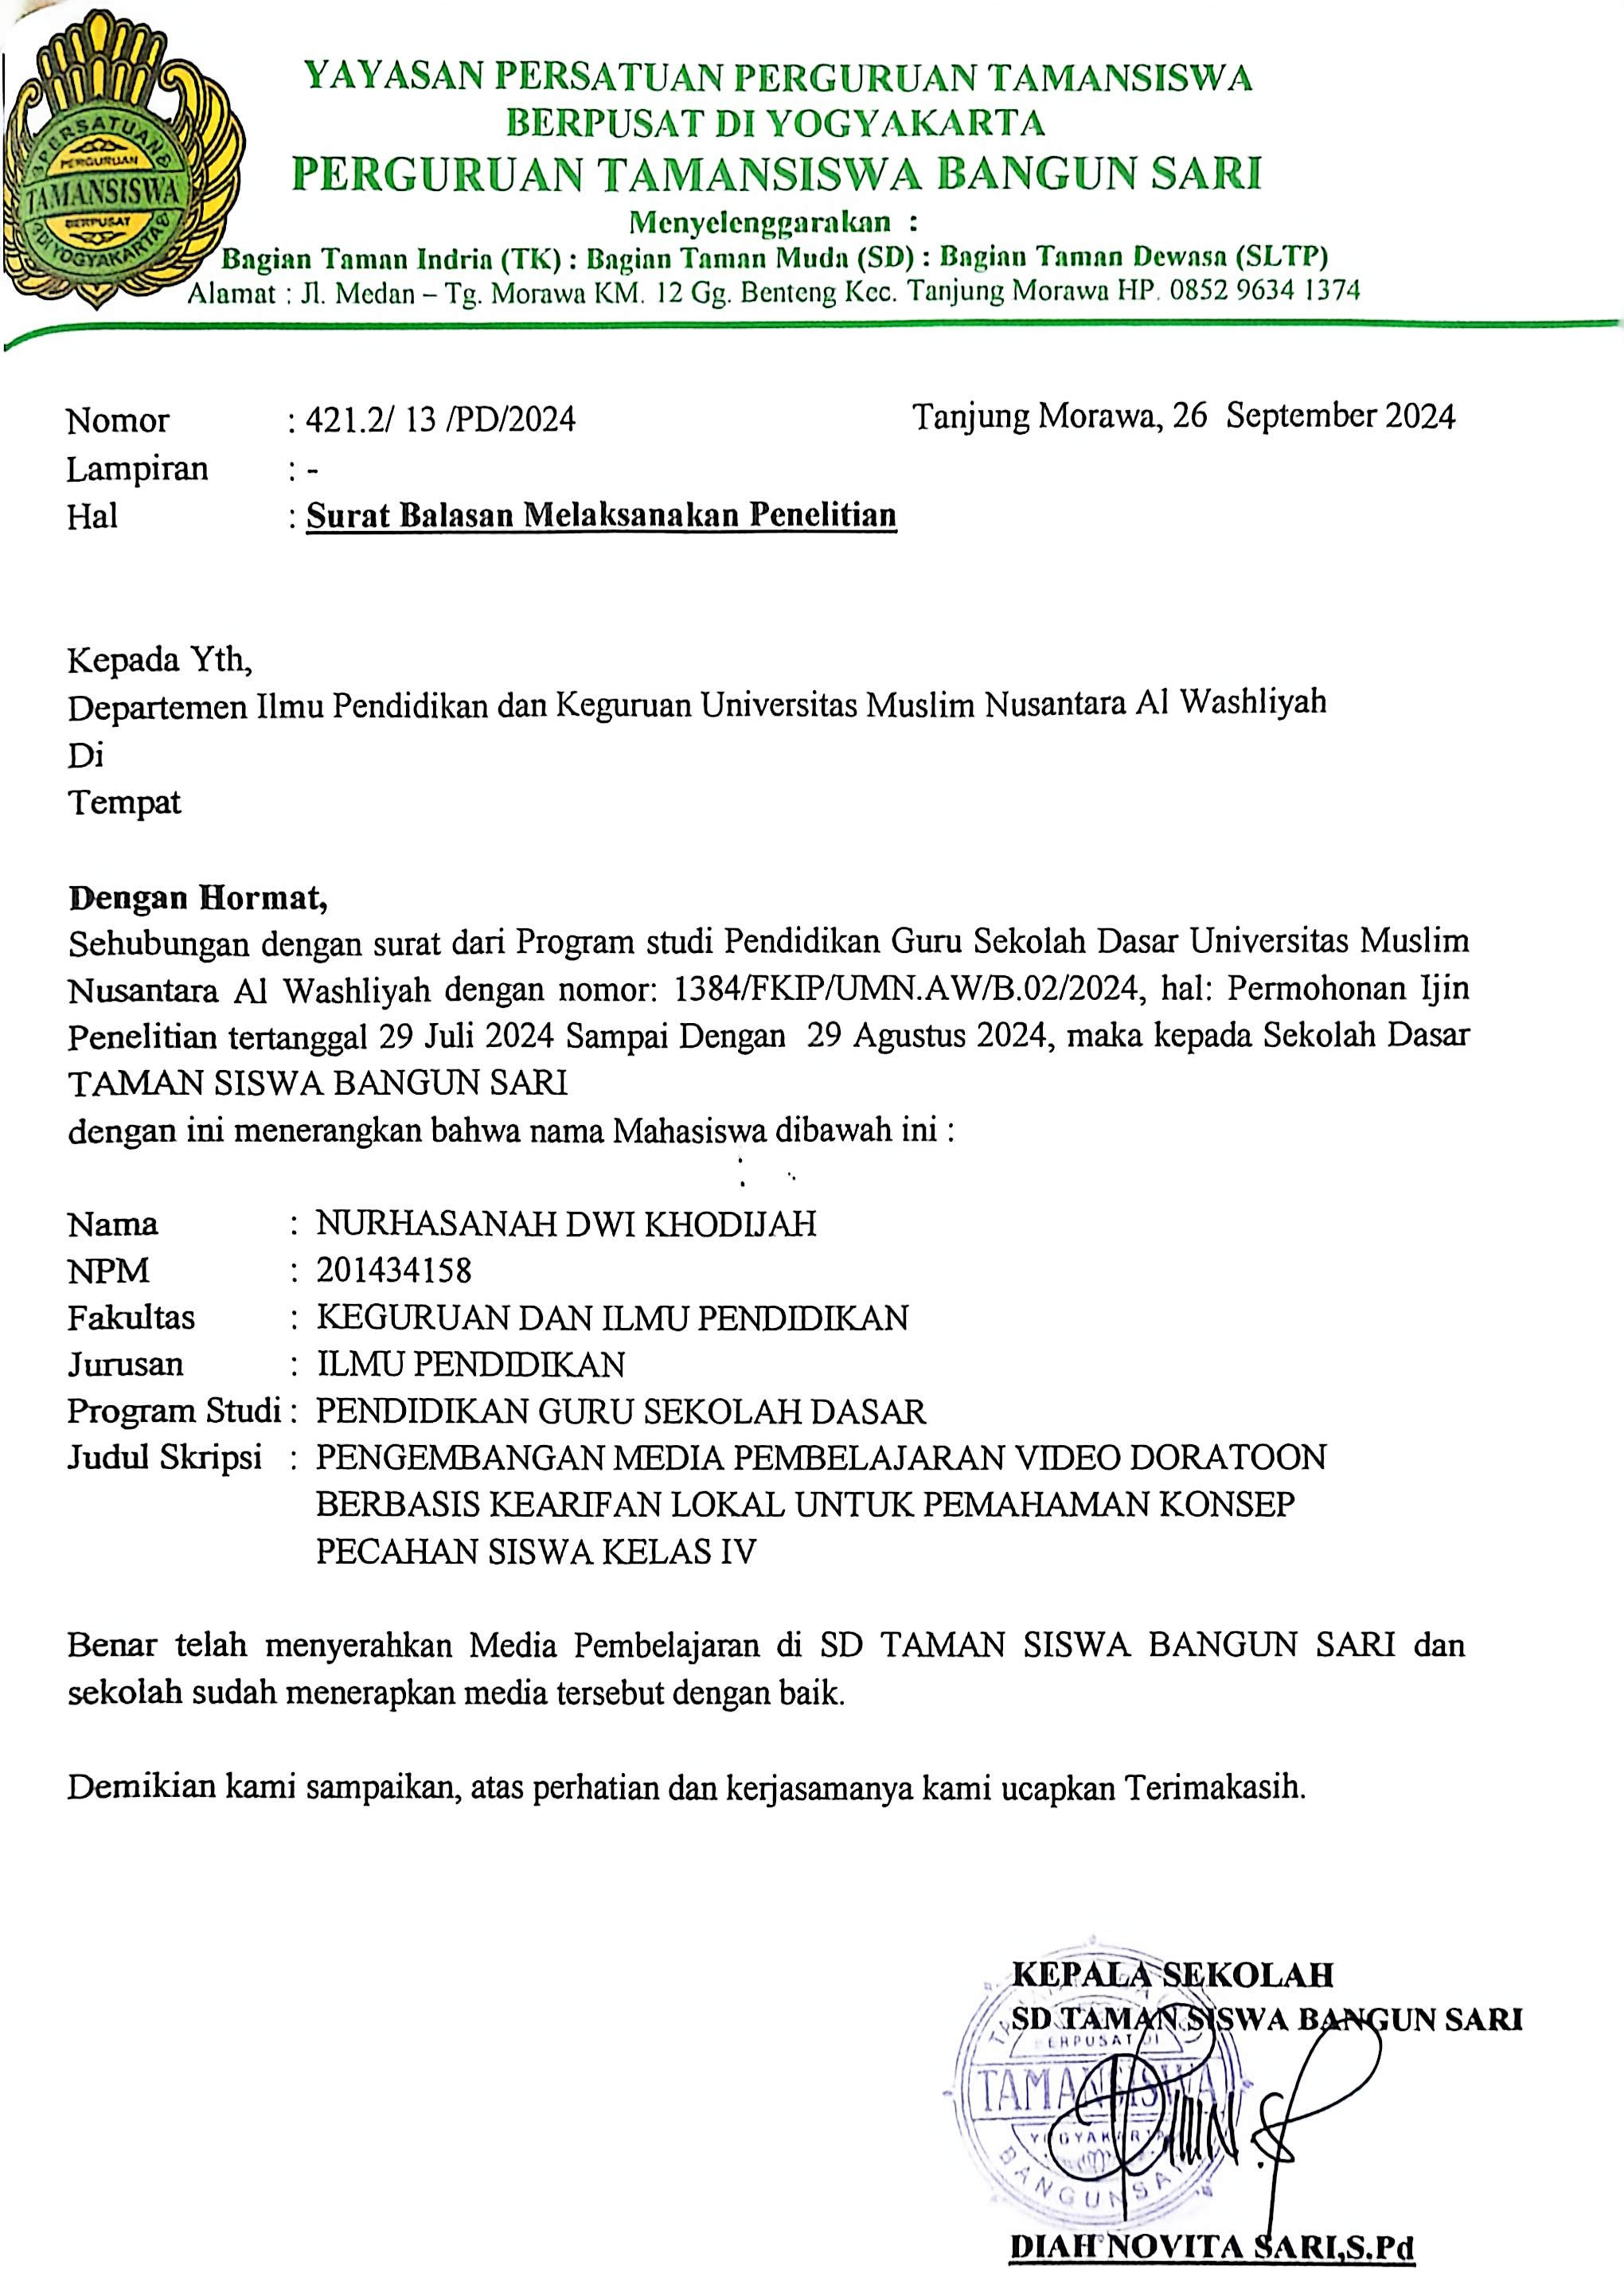 PERSATUAN
PERGURUAN
TAMANSISWA
BERPUSAT
DI YOGYAKARTA
YAYASAN PERSATUAN PERGURUAN TAMANSISWA
BERPUSAT DI YOGYAKARTA
PERGURUAN TAMANSISWA BANGUN SARI
Menyelenggarakan :
Bagian Taman Indria (TK) : Bagian Taman Muda (SD) : Bagian Taman Dewasa (SLTP)
Alamat : Jl. Medan – Tg. Morawa KM. 12 Gg. Benteng Kec. Tanjung Morawa HP. 0852 9634 1374
Nomor : 421.2/ 13 /PD/2024 Tanjung Morawa, 26 September 2024
Lampiran : -
Hal : Surat Balasan Melaksanakan Penelitian
Kepada Yth,
Departemen Ilmu Pendidikan dan Keguruan Universitas Muslim Nusantara Al Washliyah
Di
Tempat
Dengan Hormat,
Sehubungan dengan surat dari Program studi Pendidikan Guru Sekolah Dasar Universitas Muslim
Nusantara Al Washliyah dengan nomor: 1384/FKIP/UMN.AW/B.02/2024, hal: Permohonan Ijin
Penelitian tertanggal 29 Juli 2024 Sampai Dengan 29 Agustus 2024, maka kepada Sekolah Dasar
TAMAN SISWA BANGUN SARI
dengan ini menerangkan bahwa nama Mahasiswa dibawah ini :
Nama : NURHASANAH DWI KHODIJAH
NPM : 201434158
Fakultas : KEGURUAN DAN ILMU PENDIDIKAN
Jurusan : ILMU PENDIDIKAN
Program Studi : PENDIDIKAN GURU SEKOLAH DASAR
Judul Skripsi : PENGEMBANGAN MEDIA PEMBELAJARAN VIDEO DORATOON
BERBASIS KEARIFAN LOKAL UNTUK PEMAHAMAN KONSEP
PECAHAN SISWA KELAS IV
Benar telah menyerahkan Media Pembelajaran di SD TAMAN SISWA BANGUN SARI dan
sekolah sudah menerapkan media tersebut dengan baik.
Demikian kami sampaikan, atas perhatian dan kerjasamanya kami ucapkan Terimakasih.
KEPALA SEKOLAH
SD TAMAN SISWA BANGUN SARI
BERPUSAT DI
TAMANSISWA
YOGYAKARTA
BANGUNSARI
DIAH NOVITA SARI,S.Pd